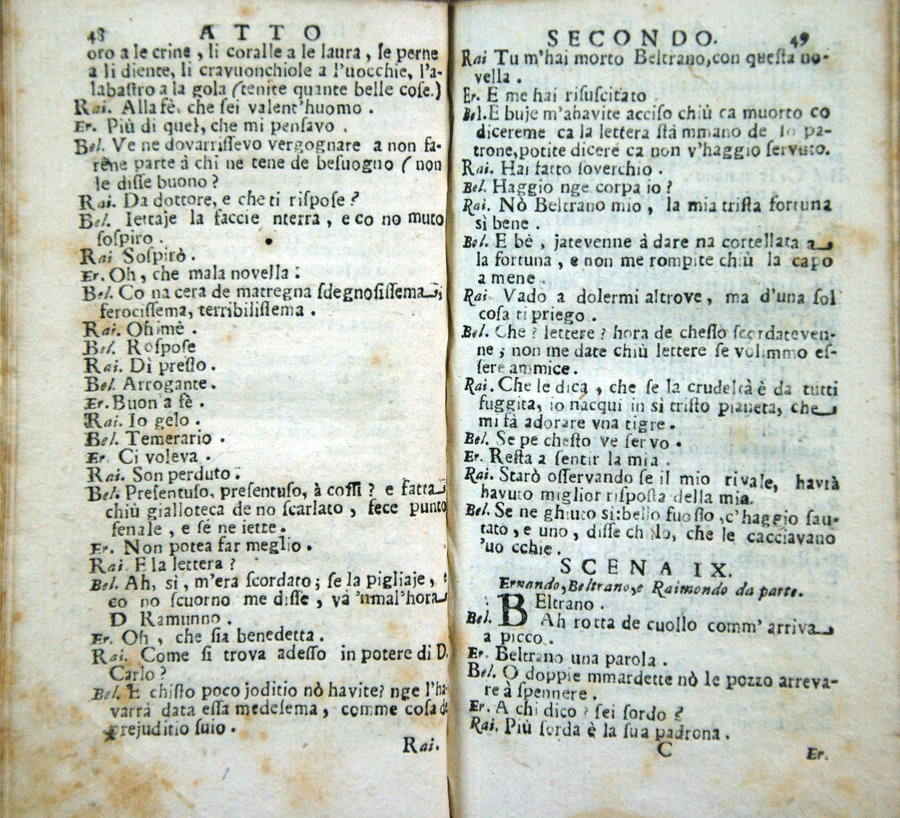 48 ATTO
oro a le crine, li coralle a le laura, le perne
a li diente, li cravuonchiole a l'uocchie, l'a-
labastro a la gola (tenite quante belle cose.)
Rai. Alla fè, che sei valent'huomo.
Er. Più di quel, che mi pensavo.
Bel. Ve ne dovarrissevo vergognare a non fa-
rêne parte à chi ne tene de besuogno (non
le disse buono?
Rai. Da dottore, e che ti rispose?
Bel. Iettaje la faccie nterra, e co no muto
sospiro.
Rai Sospirò.
Er. Oh, che mala novella:
Bel. Co na cera de matregna sdegnosissema,
ferocissema, terribilissema.
Rai. Ohimè.
Bel. Rospose
Rai. Dì presto.
Bel. Arrogante.
Er. Buon a fè.
Rai. Io gelo.
Bel. Temerario.
Er. Ci voleva.
Rai. Son perduto.
Bel. Presentuso, presentuso, à cossì? e fatta
chiù gialloteca de no scarlato, fece punto
fenale, e sé ne iette.
Er. Non potea far meglio.
Rai. E la lettera?
Bel. Ah, sì, m'era scordato; se la pigliaje,
co no scuorno me disse, và 'nmal'hora
D Ramunno.
Er. Oh, che sia benedetta.
Rai. Come si trova adesso in potere di D.
Carlo?
Bel. E chisto poco joditio nò havite? nge l'ha-
varrà data essa medesema, comme cosa de
prejuditio suio.
Rai.
SECONDO. 49
Rai Tu m'hai morto Beltrano, con questa no-
vella.
Er. E me hai risuscitato
Bel. E buje m'ahavite acciso chiù ca muorto co
dicereme ca la lettera stà mmano de lo pa-
trone, potite dicere ca non v'haggio servuto.
Rai. Hai fatto soverchio.
Bel. Haggio nge corpa io?
Rai. Nò Beltrano mio, la mia trista fortuna
sì bene.
Bel. E bè, jatevenne à dare na cortellata a
la fortuna, e non me rompite chiù la capo
a mene.
Rai Vado a dolermi altrove, ma d'una sol
cosa ti priego.
Bel. Che? lettere? hora de chesso scordateven-
ne; non me date chiù lettere se volimmo es-
sere ammice.
Rai. Che le dica, che se la crudeltà è da tutti
fuggita, io nacqui in sì tristo pianeta, che
mi fà adorare vna tigre.
Bel. Se pe chesto ve servo.
Er. Resta a sentir la mia.
Rai. Starò osservando se il mio rivale, havrà
havuto miglior risposta della mia.
Bel. Se ne ghiuto si: bello fuosso, c'haggio sau-
tato, e uno, disse chillo, che le cacciavano
'uo cchie.
SCENA IX.
Ernando, Beltrano, e Raimondo da parte.
BEltrano.
Bel. Ah rotta de cuollo comm' arriva
a picco.
Er. Beltrano una parola.
Bel. O doppie mmardette nò le pozzo arreva-
re à spennere.
Er. A chi dico? sei sordo?
Rai. Più sorda è la sua padrona.
C Er.